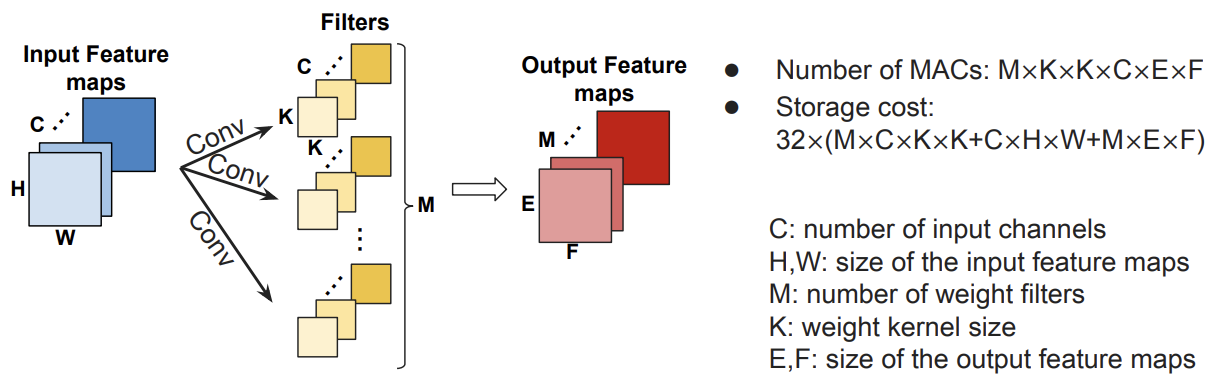 Input Feature
maps
C
H
W
Conv
Conv
Conv
Filters
C
K
K
M
Output Feature
maps
M
E
F
● Number of MACs: M×K×K×C×E×F
● Storage cost:
32×(M×C×K×K+C×H×W+M×E×F)
C: number of input channels
H,W: size of the input feature maps
M: number of weight filters
K: weight kernel size
E,F: size of the output feature maps